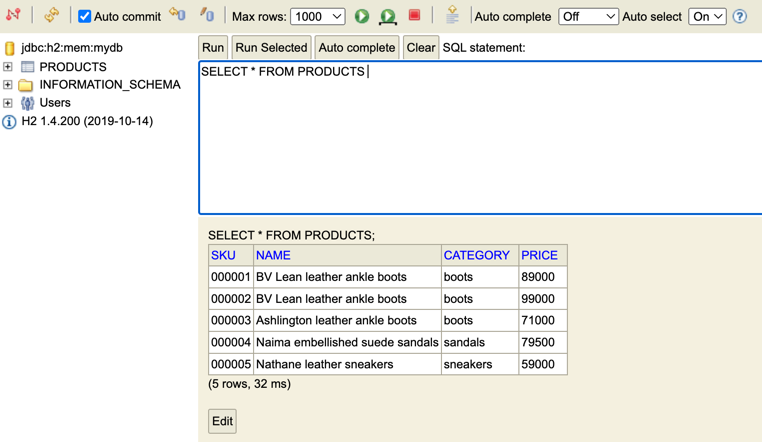 Auto commit Max rows: 1000 Auto complete Off Auto select On ?
jdbc:h2:mem:mydb
PRODUCTS
INFORMATION_SCHEMA
Users
H2 1.4.200 (2019-10-14)
Run Run Selected Auto complete Clear SQL statement:
SELECT * FROM PRODUCTS
SELECT * FROM PRODUCTS;
SKU NAME CATEGORY PRICE
000001 BV Lean leather ankle boots boots 89000
000002 BV Lean leather ankle boots boots 99000
000003 Ashlington leather ankle boots boots 71000
000004 Naima embellished suede sandals sandals 79500
000005 Nathane leather sneakers sneakers 59000
(5 rows, 32 ms)
Edit